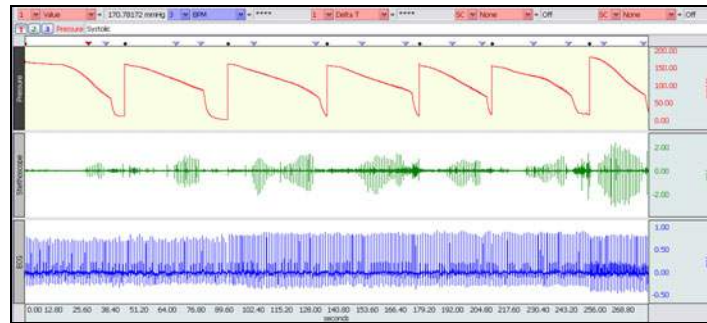 1 Value = 170.78172 mmHg 3 BPM = **** 1 Delta T = **** SC None = Off SC None = Off
1 2 3 Pressure Systolic
Pressure
200.00
150.00
100.00
50.00
0.00
Stethoscope
2.00
0.00
-2.00
ECG
1.00
0.50
0.00
-0.50
0.00 12.80 25.60 38.40 51.20 64.00 76.80 89.60 102.40 115.20 128.00 140.80 153.60 166.40 179.20 192.00 204.80 217.60 230.40 243.20 256.00 268.80
seconds